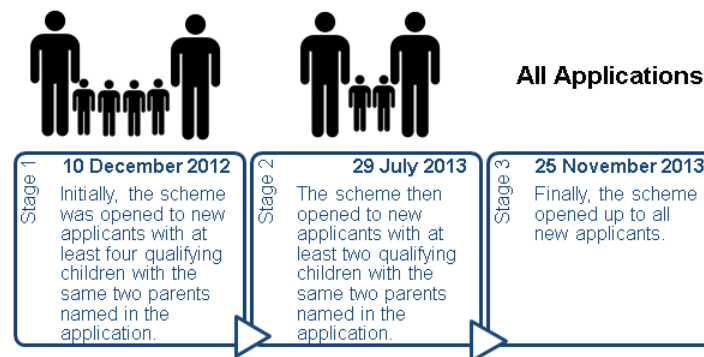 All Applications
Stage 1
10 December 2012
Initially, the scheme
was opened to new
applicants with at
least four qualifying
children with the
same two parents
named in the
application.
Stage 2
29 July 2013
The scheme then
opened to new
applicants with at
least two qualifying
children with the
same two parents
named in the
application.
Stage 3
25 November 2013
Finally, the scheme
opened up to all
new applicants.